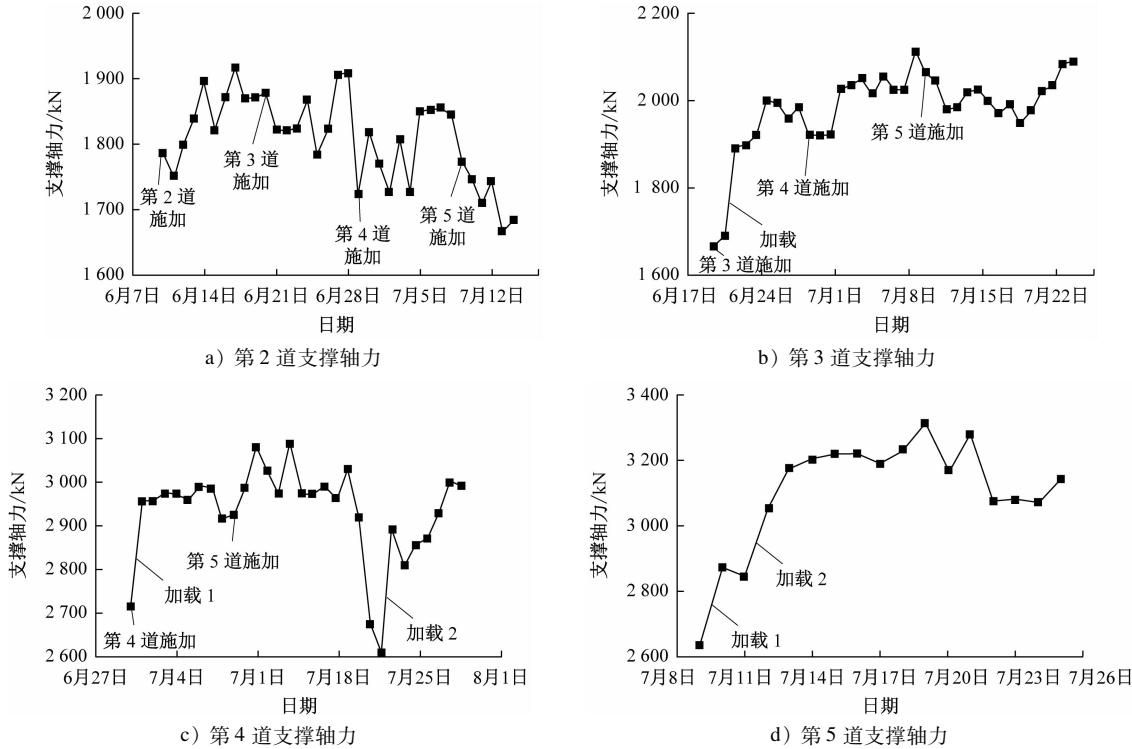 2 000
1 900
1 800
1 700
1 600
支撑轴力/kN
第 2 道
施加
第 3 道
施加
第 4 道
施加
第 5 道
施加
6月7日 6月14日 6月21日 6月28日 7月5日 7月12日
日期
a）第 2 道支撑轴力
2 200
2 000
1 800
1 600
支撑轴力/kN
第 3 道施加
加载
第 4 道施加
第 5 道施加
6月17日 6月24日 7月1日 7月8日 7月15日 7月22日
日期
b）第 3 道支撑轴力
3 200
3 100
3 000
2 900
2 800
2 700
2 600
支撑轴力/kN
第 4 道施加
加载 1
第 5 道施加
加载 2
6月27日 7月4日 7月1日 7月18日 7月25日 8月1日
日期
c）第 4 道支撑轴力
3 400
3 200
3 000
2 800
2 600
支撑轴力/kN
加载 1
加载 2
7月8日 7月11日 7月14日 7月17日 7月20日 7月23日 7月26日
日期
d）第 5 道支撑轴力